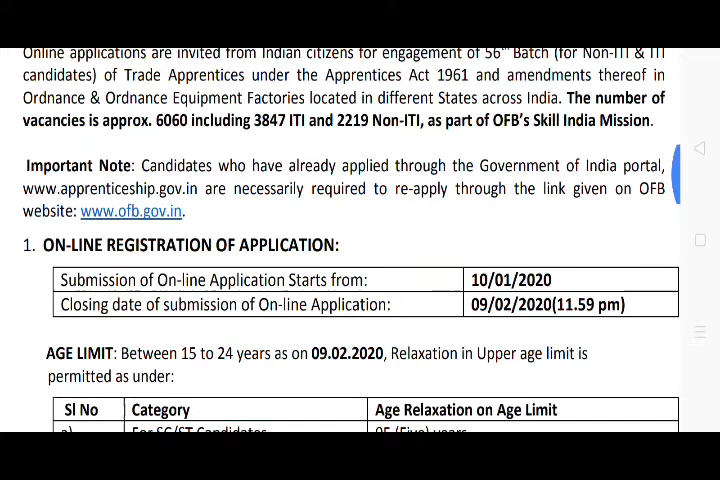 Online applications are invited from Indian citizens for engagement of 56th Batch (for Non-ITI & ITI
candidates) of Trade Apprentices under the Apprentices Act 1961 and amendments thereof in
Ordnance & Ordnance Equipment Factories located in different States across India. The number of
vacancies is approx. 6060 including 3847 ITI and 2219 Non-ITI, as part of OFB's Skill India Mission.
Important Note: Candidates who have already applied through the Government of India portal,
www.apprenticeship.gov.in are necessarily required to re-apply through the link given on OFB
website: www.ofb.gov.in.
1. ON-LINE REGISTRATION OF APPLICATION:
Submission of On-line Application Starts from: 10/01/2020
Closing date of submission of On-line Application: 09/02/2020(11.59 pm)
AGE LIMIT: Between 15 to 24 years as on 09.02.2020, Relaxation in Upper age limit is
permitted as under:
Sl No Category Age Relaxation on Age Limit
a) For SC/ST Candidates 05 (Five) years